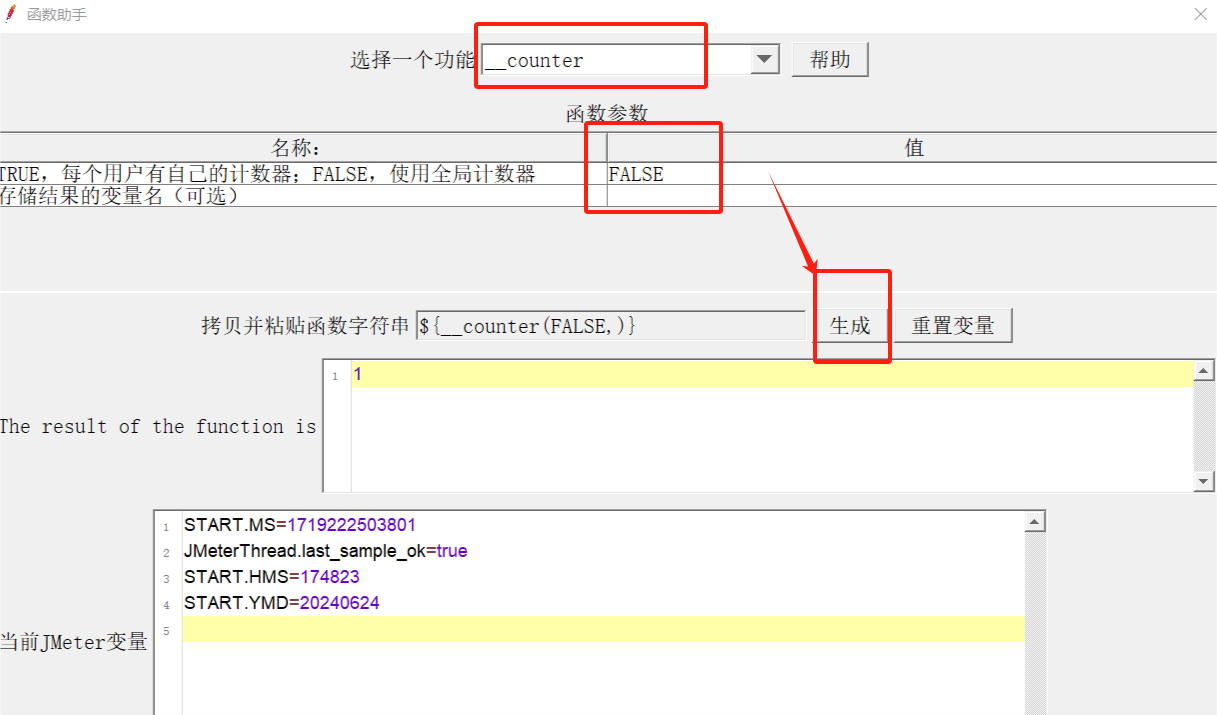 函数助手
选择一个功能 __counter 帮助
函数参数
名称: 值
TRUE，每个用户有自己的计数器；FALSE，使用全局计数器 FALSE
存储结果的变量名（可选）
拷贝并粘贴函数字符串 ${__counter(FALSE,)} 生成 重置变量
1 1
The result of the function is
1 START.MS=1719222503801
2 JMeterThread.last_sample_ok=true
3 START.HMS=174823
4 START.YMD=20240624
5
当前JMeter变量